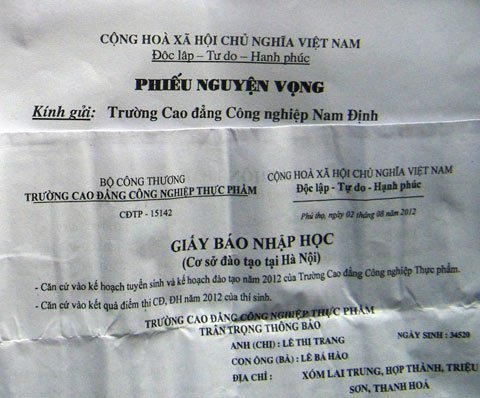 CỘNG HOÀ XÃ HỘI CHỦ NGHĨA VIỆT NAM
Độc lập – Tự do – Hạnh phúc
PHIẾU NGUYỆN VỌNG
Kính gửi: Trường Cao đẳng Công nghiệp Nam Định
BỘ CÔNG THƯƠNG
TRƯỜNG CAO ĐẲNG CÔNG NGHIỆP THỰC PHẨM
CĐTP - 15142
CỘNG HOÀ XÃ HỘI CHỦ NGHĨA VIỆT NAM
Độc lập - Tự do - Hạnh phúc
Phú thọ, ngày 02 tháng 08 năm 2012
GIẤY BÁO NHẬP HỌC
(Cơ sở đào tạo tại Hà Nội)
- Căn cứ vào kế hoạch tuyển sinh và kế hoạch đào tạo năm 2012 của Trường Cao đẳng Công nghiệp Thực phẩm.
- Căn cứ vào kết quả điểm thi CĐ, ĐH năm 2012 của thí sinh.
TRƯỜNG CAO ĐẲNG CÔNG NGHIỆP THỰC PHẨM
TRÂN TRỌNG THÔNG BÁO
ANH (CHỊ) : LÊ THỊ TRANG NGÀY SINH : 34520
CON ÔNG (BÀ) : LÊ BÁ HÀO
ĐỊA CHỈ : XÓM LAI TRUNG, HỢP THÀNH, TRIỆU
SƠN, THANH HOÁ